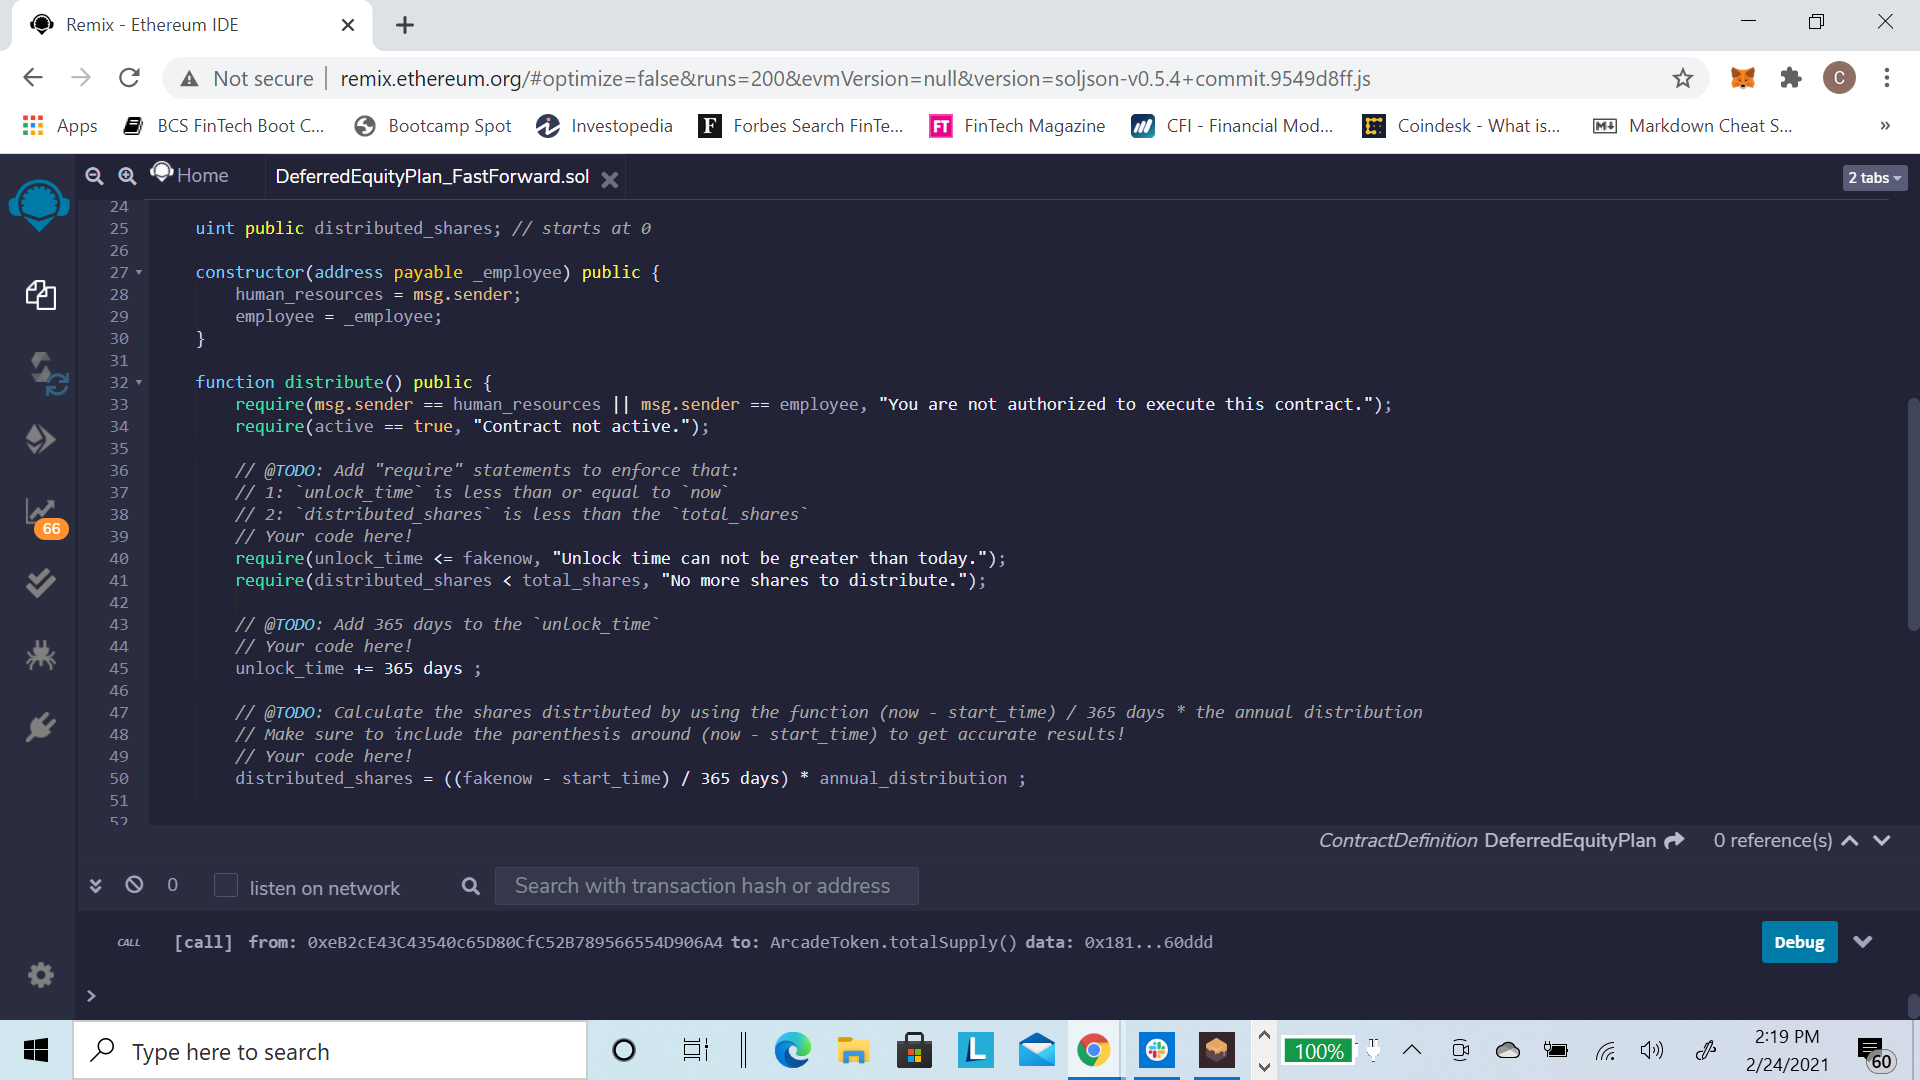 Remix - Ethereum IDE
Not secure remix.ethereum.org/#optimize=false&runs=200&evmVersion=null&version=soljson-v0.5.4+commit.9549d8ff.js
C
Apps BCS FinTech Boot C... Bootcamp Spot Investopedia F Forbes Search FinTe... FT FinTech Magazine CFI - Financial Mod... Coindesk - What is... M Markdown Cheat S... »
Home DeferredEquityPlan_FastForward.sol 2 tabs
24
25 uint public distributed_shares; // starts at 0
26
27 constructor(address payable _employee) public {
28 human_resources = msg.sender;
29 employee = _employee;
30 }
31
32 function distribute() public {
33 require(msg.sender == human_resources || msg.sender == employee, "You are not authorized to execute this contract.");
34 require(active == true, "Contract not active.");
35
36 // @TODO: Add "require" statements to enforce that:
37 // 1: `unlock_time` is less than or equal to `now`
38 // 2: `distributed_shares` is less than the `total_shares`
39 // Your code here!
40 require(unlock_time <= fakenow, "Unlock time can not be greater than today.");
41 require(distributed_shares < total_shares, "No more shares to distribute.");
42
43 // @TODO: Add 365 days to the `unlock_time`
44 // Your code here!
45 unlock_time += 365 days ;
46
47 // @TODO: Calculate the shares distributed by using the function (now - start_time) / 365 days * the annual distribution
48 // Make sure to include the parenthesis around (now - start_time) to get accurate results!
49 // Your code here!
50 distributed_shares = ((fakenow - start_time) / 365 days) * annual_distribution ;
51
52
66
ContractDefinition DeferredEquityPlan 0 reference(s)
0 listen on network Search with transaction hash or address
CALL [call] from: 0xeB2cE43C43540c65D80CfC52B789566554D906A4 to: ArcadeToken.totalSupply() data: 0x181...60ddd Debug
>
Type here to search L 100% 2:19 PM
2/24/2021
60